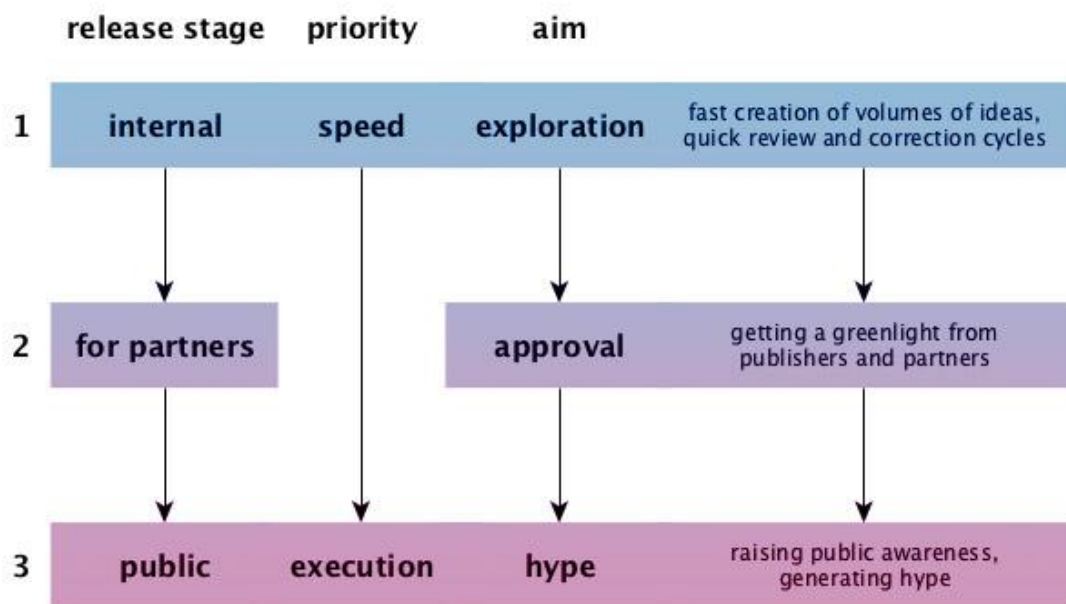 release stage priority aim
1 internal speed exploration fast creation of volumes of ideas,
quick review and correction cycles
2 for partners approval getting a greenlight from
publishers and partners
3 public execution hype raising public awareness,
generating hype